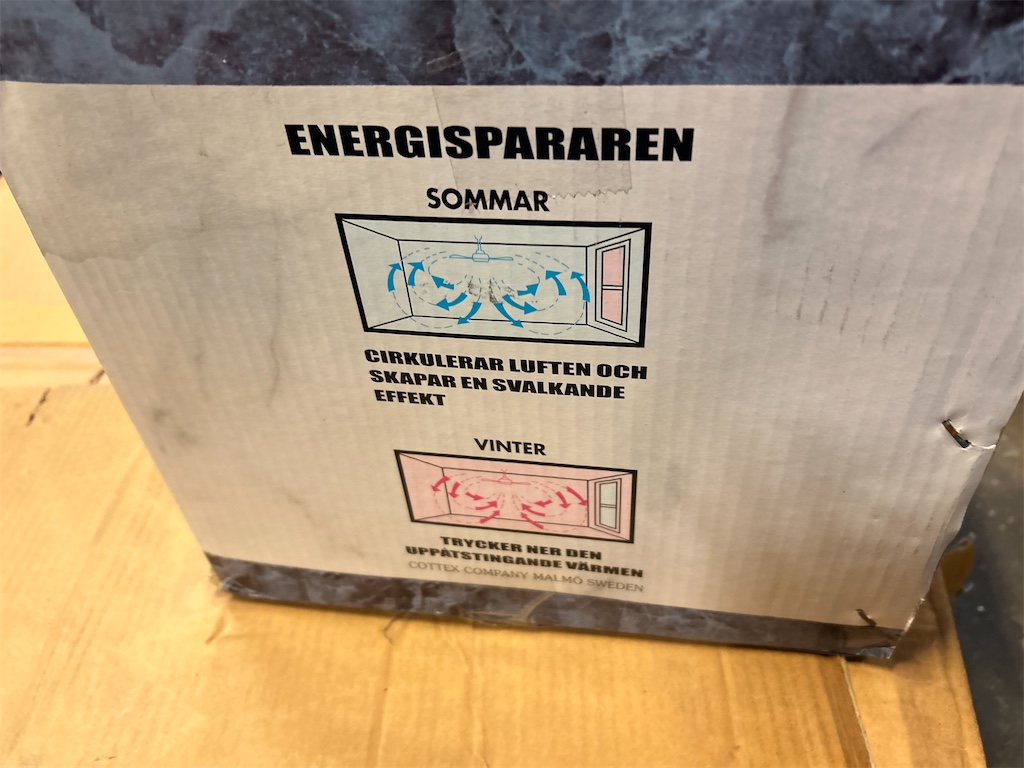 ENERGISPARAREN
SOMMAR
CIRKULERAR LUFTEN OCH
SKAPAR EN SVALKANDE
EFFEKT
VINTER
TRYCKER NER DEN
UPPÅTSTINGANDE VÄRMEN
COTTEX COMPANY MALMÖ SWEDEN